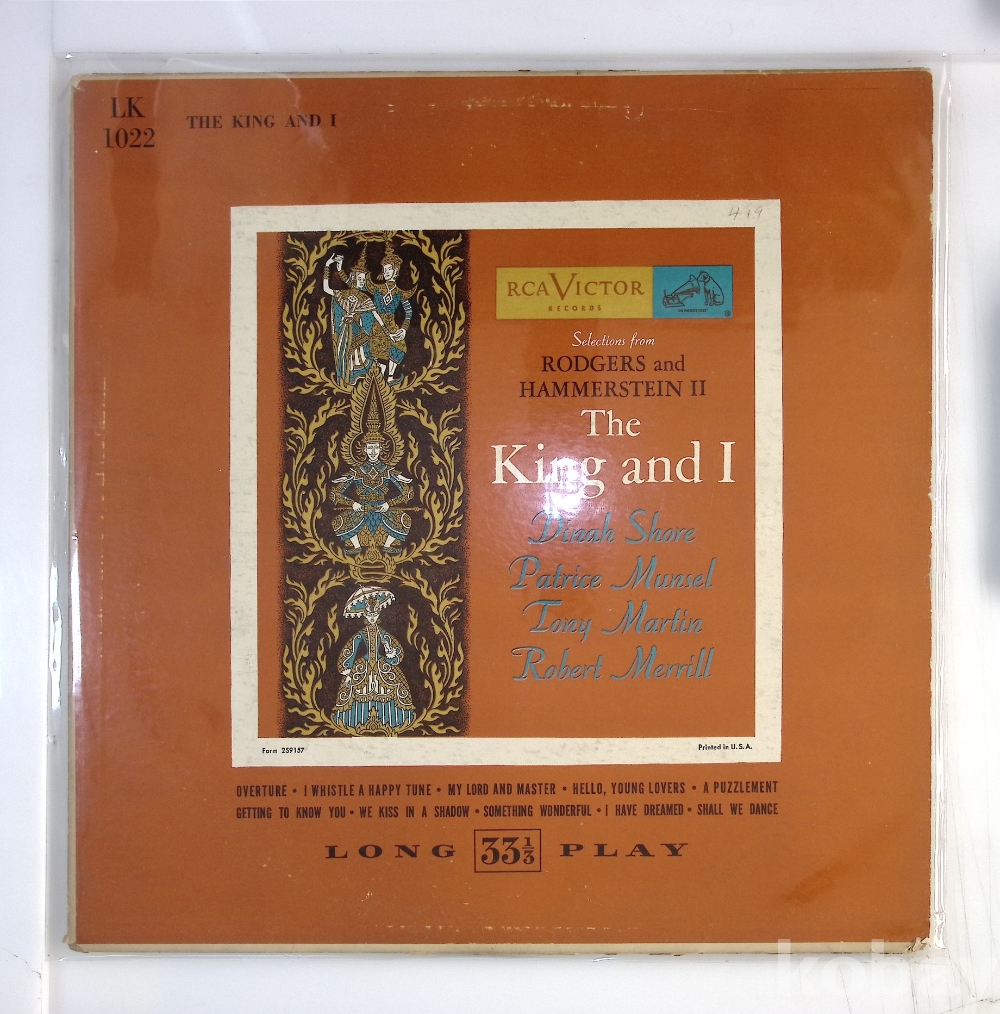 LK
1022
THE KING AND I
RCA VICTOR
RECORDS
Selections from
RODGERS and
HAMMERSTEIN II
The
King and I
Dinah Shore
Patrice Munsel
Tony Martin
Robert Merrill
Form 259157
Printed in U.S.A.
OVERTURE • I WHISTLE A HAPPY TUNE • MY LORD AND MASTER • HELLO, YOUNG LOVERS • A PUZZLEMENT
GETTING TO KNOW YOU • WE KISS IN A SHADOW • SOMETHING WONDERFUL • I HAVE DREAMED • SHALL WE DANCE
LONG 33⅓ PLAY